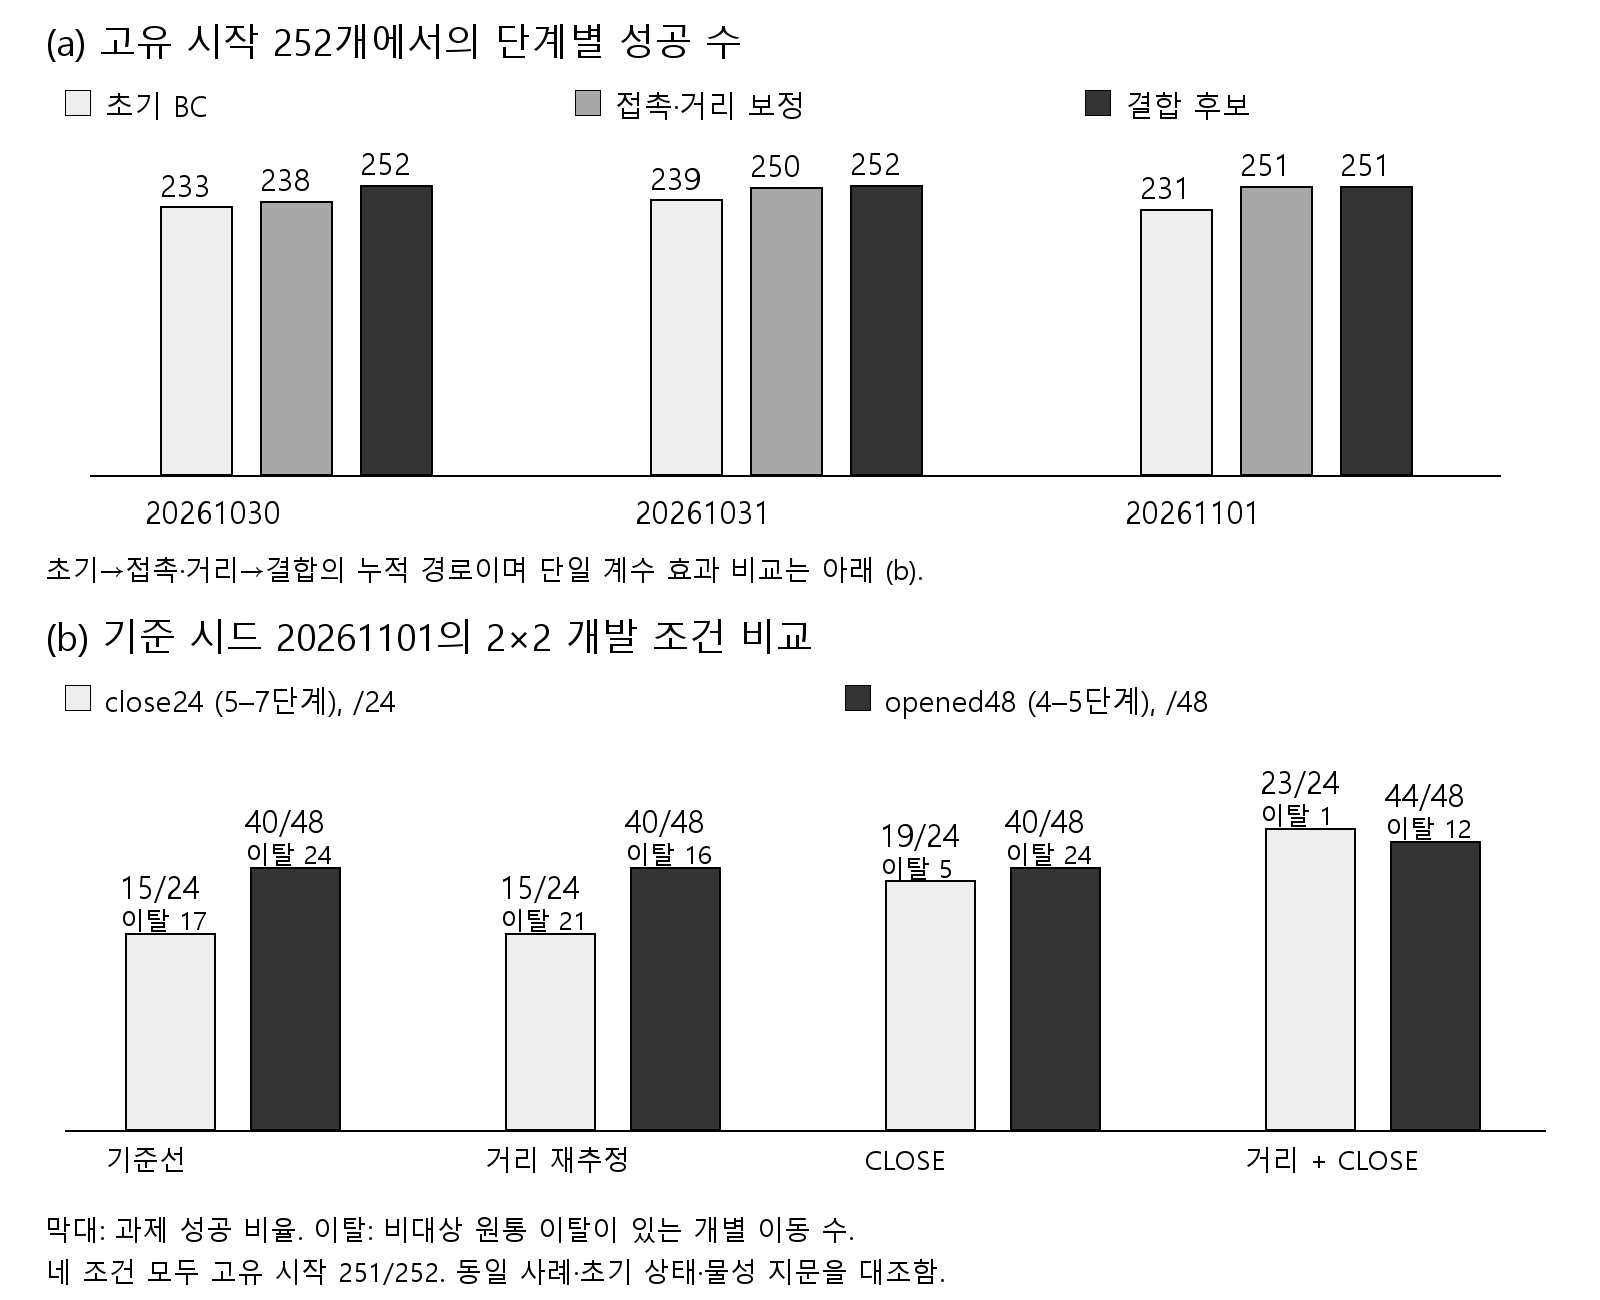 (a) 고유 시작 252개에서의 단계별 성공 수
초기 BC
접촉·거리 보정
결합 후보
233
238
252
239
250
252
231
251
251
20261030
20261031
20261101
초기→접촉·거리→결합의 누적 경로이며 단일 계수 효과 비교는 아래 (b).
(b) 기준 시드 20261101의 2×2 개발 조건 비교
close24 (5–7단계), /24
opened48 (4–5단계), /48
15/24
이탈 17
40/48
이탈 24
15/24
이탈 21
40/48
이탈 16
19/24
이탈 5
40/48
이탈 24
23/24
이탈 1
44/48
이탈 12
기준선
거리 재추정
CLOSE
거리 + CLOSE
막대: 과제 성공 비율. 이탈: 비대상 원통 이탈이 있는 개별 이동 수.
네 조건 모두 고유 시작 251/252. 동일 사례·초기 상태·물성 지문을 대조함.